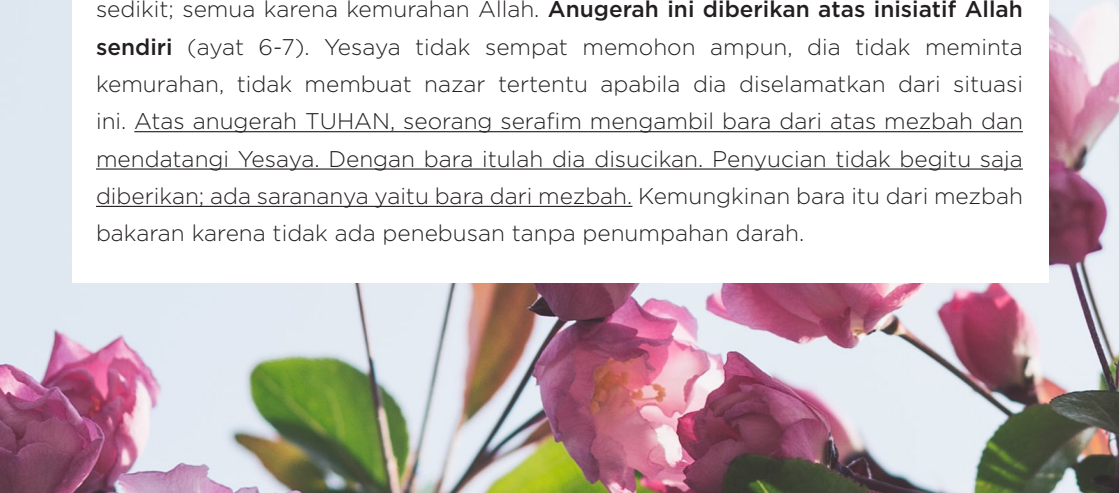 sedikit; semua karena kemurahan Allah. Anugerah ini diberikan atas inisiatif Allah
sendiri (ayat 6-7). Yesaya tidak sempat memohon ampun, dia tidak meminta
kemurahan, tidak membuat nazar tertentu apabila dia diselamatkan dari situasi
ini. Atas anugerah TUHAN, seorang serafim mengambil bara dari atas mezbah dan
mendatangi Yesaya. Dengan bara itulah dia disucikan. Penyucian tidak begitu saja
diberikan; ada sarananya yaitu bara dari mezbah. Kemungkinan bara itu dari mezbah
bakaran karena tidak ada penebusan tanpa penumpahan darah.